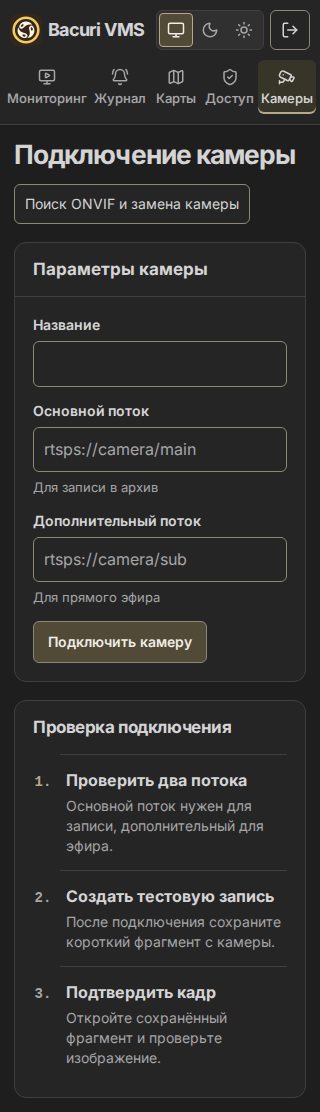 Bacuri VMS
Мониторинг Журнал Карты Доступ Камеры
Подключение камеры
Поиск ONVIF и замена камеры
Параметры камеры
Название
Основной поток
rtsps://camera/main
Для записи в архив
Дополнительный поток
rtsps://camera/sub
Для прямого эфира
Подключить камеру
Проверка подключения
1. Проверить два потока
Основной поток нужен для
записи, дополнительный для
эфира.
2. Создать тестовую запись
После подключения сохраните
короткий фрагмент с камеры.
3. Подтвердить кадр
Откройте сохранённый
фрагмент и проверьте
изображение.